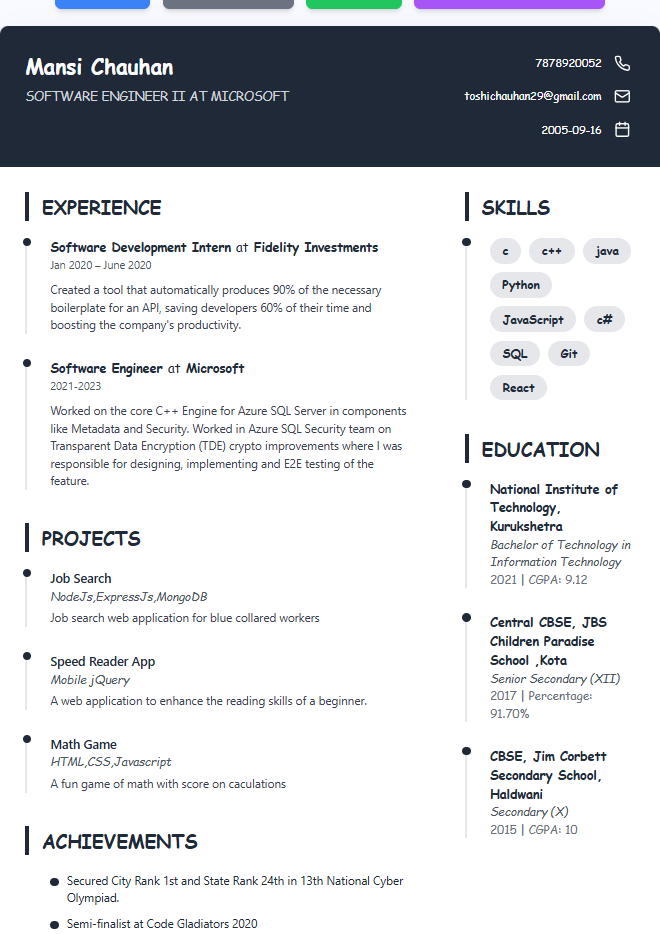 Mansi Chauhan
SOFTWARE ENGINEER II AT MICROSOFT
7878920052
toshichauhan29@gmail.com
2005-09-16
EXPERIENCE
Software Development Intern at Fidelity Investments
Jan 2020 – June 2020
Created a tool that automatically produces 90% of the necessary
boilerplate for an API, saving developers 60% of their time and
boosting the company's productivity.
Software Engineer at Microsoft
2021-2023
Worked on the core C++ Engine for Azure SQL Server in components
like Metadata and Security. Worked in Azure SQL Security team on
Transparent Data Encryption (TDE) crypto improvements where I was
responsible for designing, implementing and E2E testing of the
feature.
PROJECTS
Job Search
NodeJs,ExpressJs,MongoDB
Job search web application for blue collared workers
Speed Reader App
Mobile jQuery
A web application to enhance the reading skills of a beginner.
Math Game
HTML,CSS,Javascript
A fun game of math with score on caculations
ACHIEVEMENTS
Secured City Rank 1st and State Rank 24th in 13th National Cyber
Olympiad.
Semi-finalist at Code Gladiators 2020
SKILLS
c c++ java
Python
JavaScript c#
SQL Git
React
EDUCATION
National Institute of
Technology,
Kurukshetra
Bachelor of Technology in
Information Technology
2021 | CGPA: 9.12
Central CBSE, JBS
Children Paradise
School ,Kota
Senior Secondary (XII)
2017 | Percentage:
91.70%
CBSE, Jim Corbett
Secondary School,
Haldwani
Secondary (X)
2015 | CGPA: 10